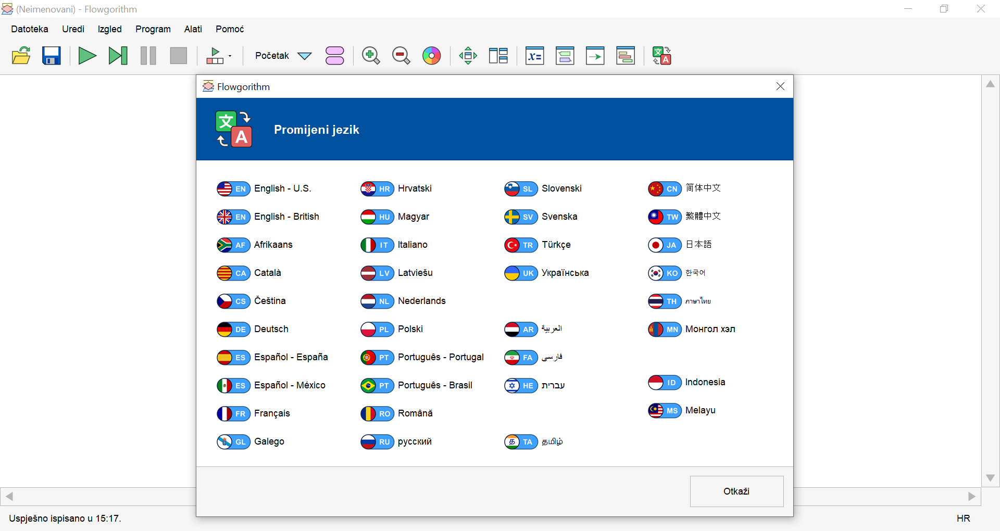 (Neimenovani) - Flowgorithm
Datoteka Uredi Izgled Program Alati Pomoć
Početak
x=
文 A
Flowgorithm
文 A
Promijeni jezik
EN English - U.S.
EN English - British
AF Afrikaans
CA Català
CS Čeština
DE Deutsch
ES Español - España
ES Español - México
FR Français
GL Galego
HR Hrvatski
HU Magyar
IT Italiano
LV Latviešu
NL Nederlands
PL Polski
PT Português - Portugal
PT Português - Brasil
RO Română
RU русский
SL Slovenski
SV Svenska
TR Türkçe
UK Українська
AR العربية
FA فارسی
HE עברית
த TA தமிழ்
CN 简体中文
TW 繁體中文
JA 日本語
KO 한국어
TH ภาษาไทย
MN Монгол хэл
ID Indonesia
MS Melayu
Otkaži
Uspješno ispisano u 15:17.
HR